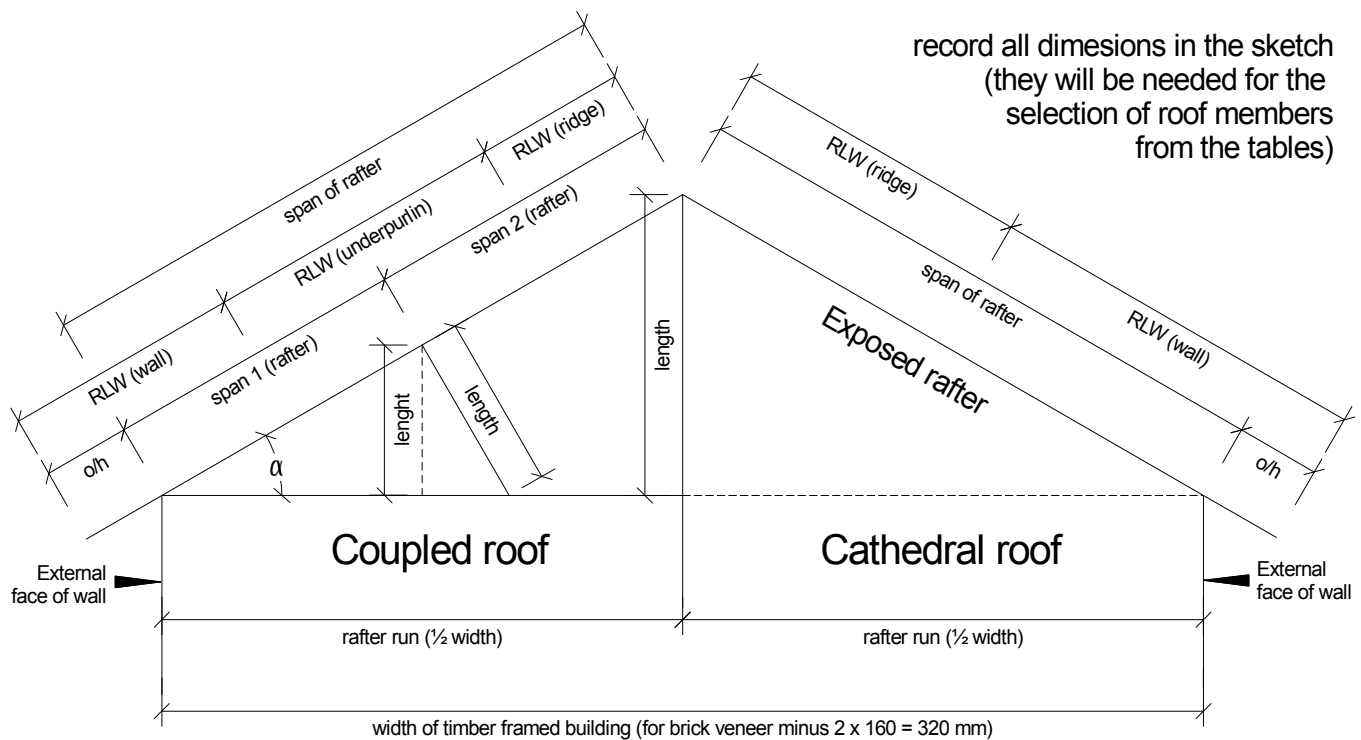 record all dimesions in the sketch
(they will be needed for the
selection of roof members
from the tables)
span of rafter
RLW (wall)
RLW (underpurlin)
RLW (ridge)
o/h
span 1 (rafter)
span 2 (rafter)
RLW (ridge)
RLW (wall)
span of rafter
o/h
Exposed rafter
α
lenght
length
length
Coupled roof
Cathedral roof
External
face of wall
External
face of wall
rafter run (½ width)
rafter run (½ width)
width of timber framed building (for brick veneer minus 2 x 160 = 320 mm)